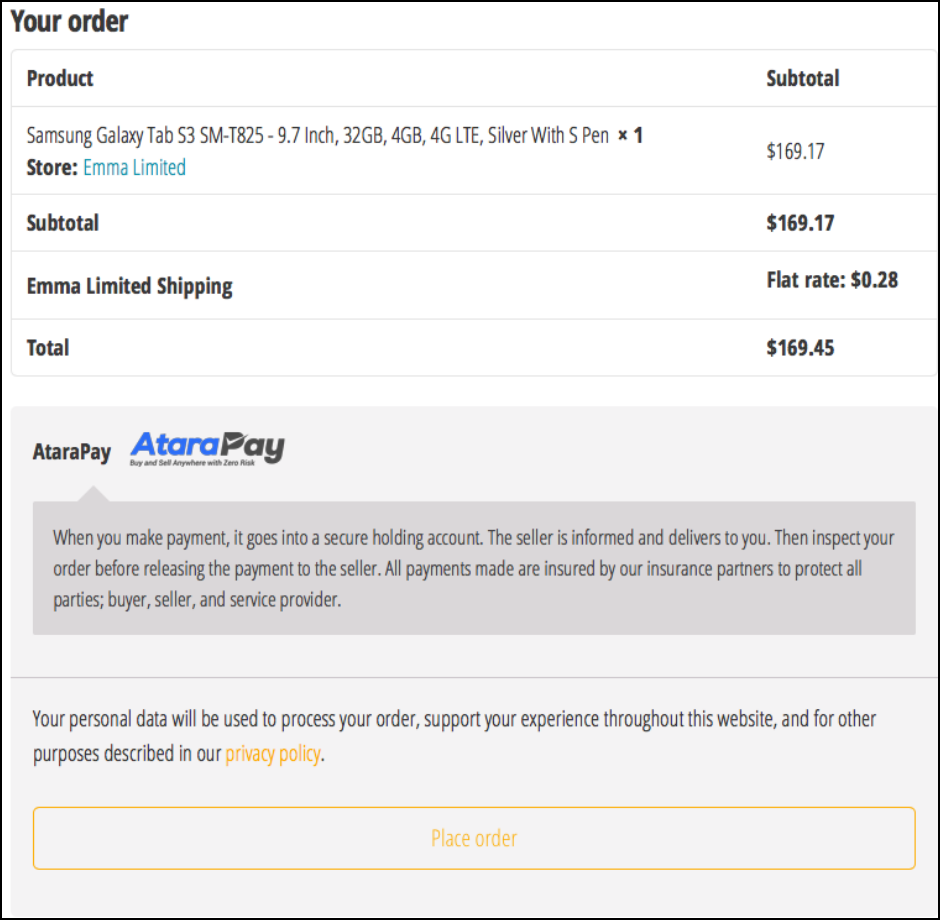 Your order
Product Subtotal
Samsung Galaxy Tab S3 SM-T825 - 9.7 Inch, 32GB, 4GB, 4G LTE, Silver With S Pen × 1
$169.17
Store: Emma Limited
Subtotal $169.17
Emma Limited Shipping Flat rate: $0.28
Total $169.45
AtaraPay AtaraPay
Buy and Sell Anywhere with Zero Risk
When you make payment, it goes into a secure holding account. The seller is informed and delivers to you. Then inspect your
order before releasing the payment to the seller. All payments made are insured by our insurance partners to protect all
parties; buyer, seller, and service provider.
Your personal data will be used to process your order, support your experience throughout this website, and for other
purposes described in our privacy policy.
Place order